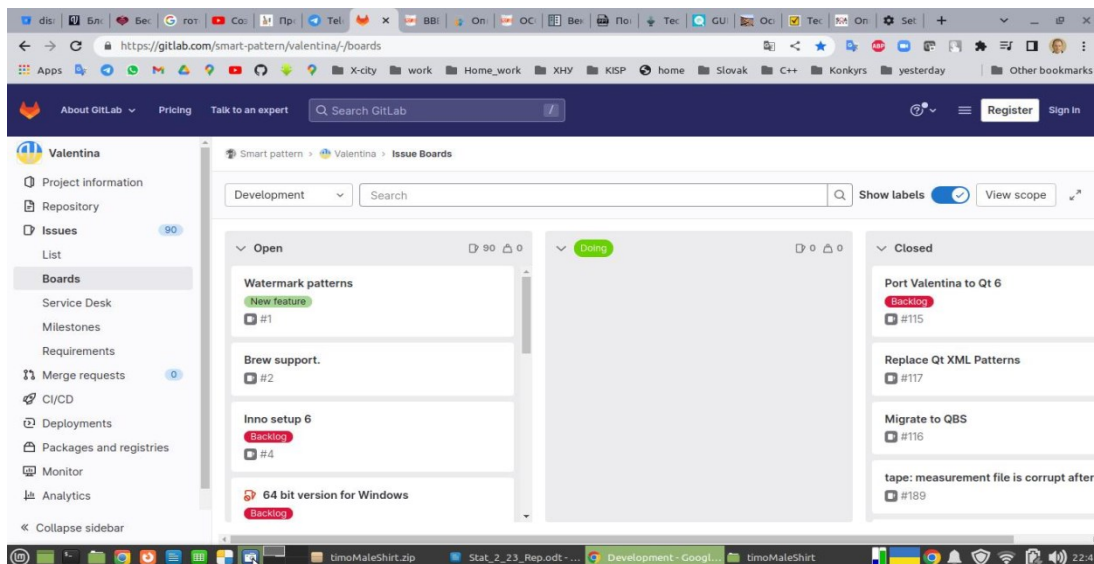 https://gitlab.com/smart-pattern/valentina/-/boards
Apps X-city work Home_work ХНУ KISP home Slovak C++ Konkyrs yesterday Other bookmarks
About GitLab Pricing Talk to an expert Search GitLab / Register Sign in
Valentina
Smart pattern › Valentina › Issue Boards
Project information
Repository
Issues 90
List
Boards
Service Desk
Milestones
Requirements
Merge requests 0
CI/CD
Deployments
Packages and registries
Monitor
Analytics
Collapse sidebar
Development Search Show labels View scope
Open 90 0
Watermark patterns
New feature
#1
Brew support.
#2
Inno setup 6
Backlog
#4
64 bit version for Windows
Backlog
Doing 0 0
Closed
Port Valentina to Qt 6
Backlog
#115
Replace Qt XML Patterns
#117
Migrate to QBS
#116
tape: measurement file is corrupt after
#189
timoMaleShirt.zip Stat_2_23_Rep.odt -... Development - Googl... timoMaleShirt 22:4